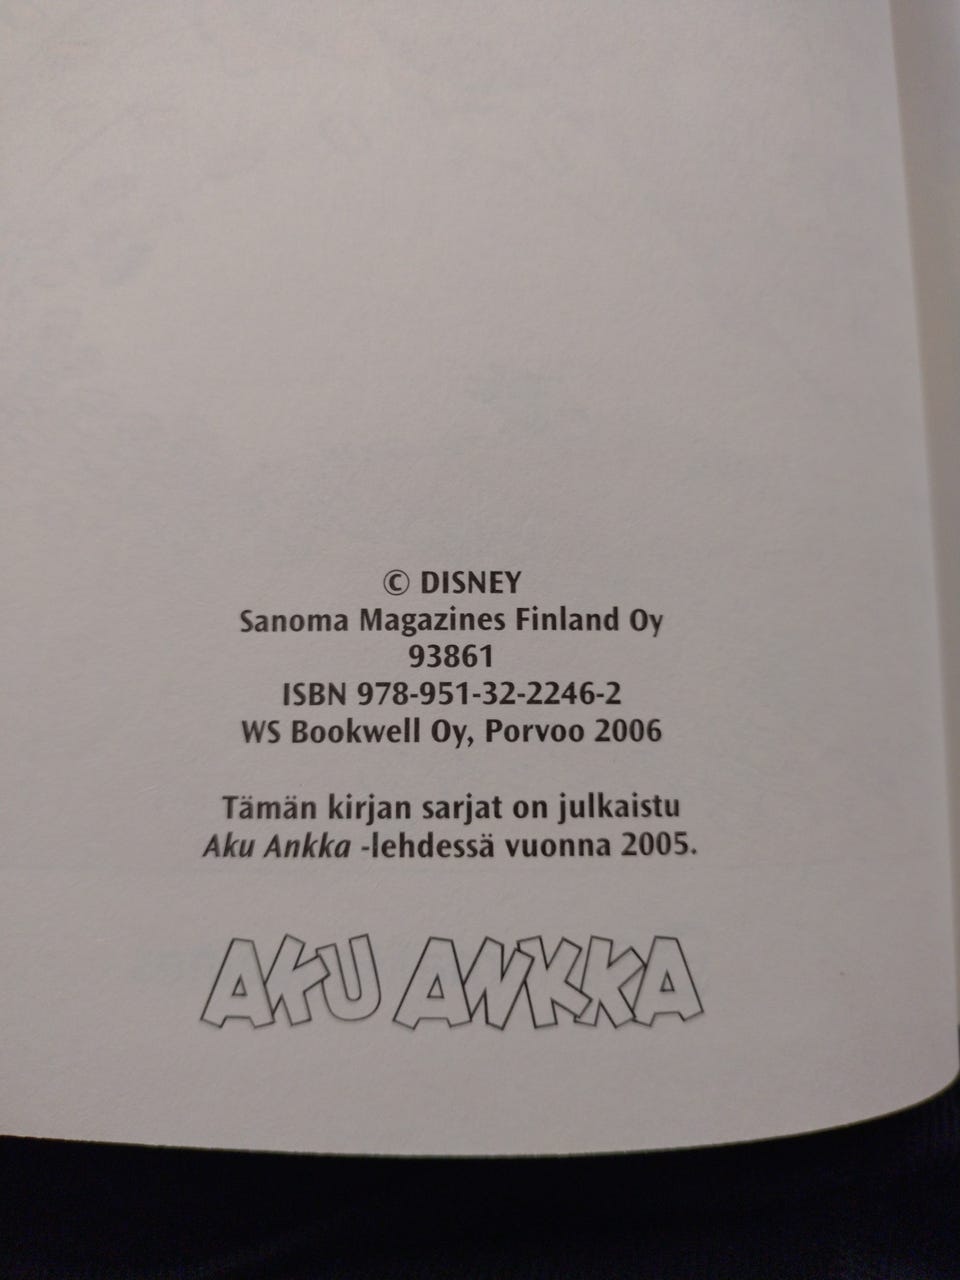 © DISNEY
Sanoma Magazines Finland Oy
93861
ISBN 978-951-32-2246-2
WS Bookwell Oy, Porvoo 2006
Tämän kirjan sarjat on julkaistu
Aku Ankka -lehdessä vuonna 2005.
AKU ANKKA